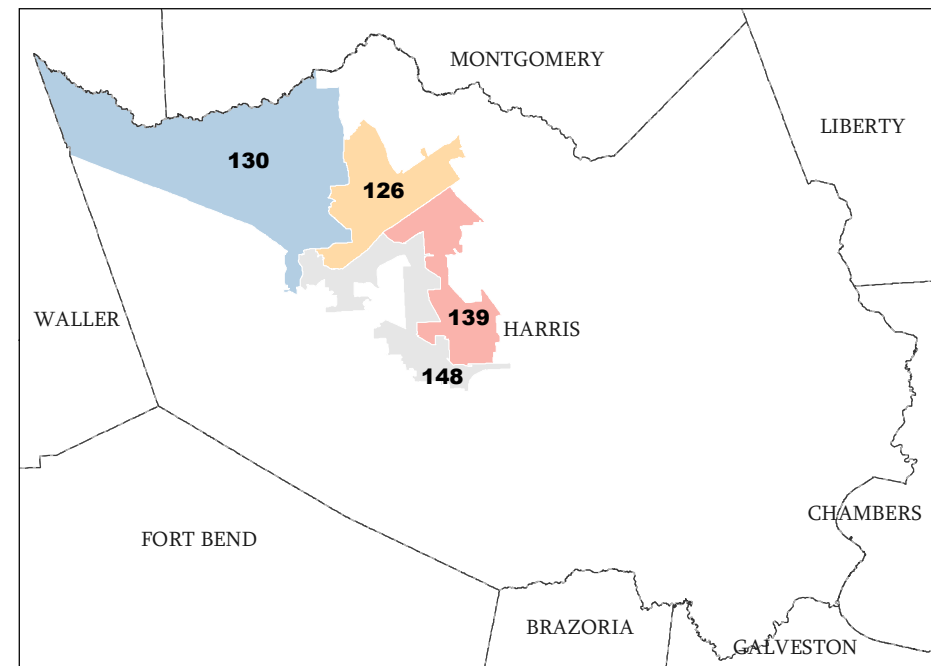 MONTGOMERY
LIBERTY
130
126
WALLER
139
HARRIS
148
CHAMBERS
FORT BEND
BRAZORIA
GALVESTON